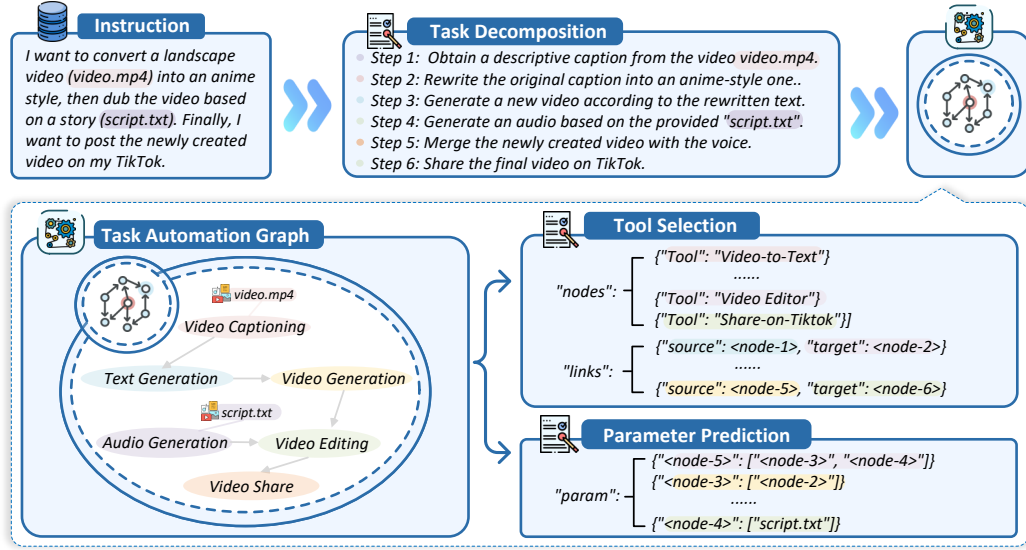 Instruction
I want to convert a landscape
video (video.mp4) into an anime
style, then dub the video based
on a story (script.txt). Finally, I
want to post the newly created
video on my TikTok.
Task Decomposition
Step 1: Obtain a descriptive caption from the video video.mp4.
Step 2: Rewrite the original caption into an anime-style one..
Step 3: Generate a new video according to the rewritten text.
Step 4: Generate an audio based on the provided "script.txt".
Step 5: Merge the newly created video with the voice.
Step 6: Share the final video on TikTok.
Task Automation Graph
video.mp4
Video Captioning
Text Generation
Video Generation
script.txt
Audio Generation
Video Editing
Video Share
Tool Selection
"nodes":
{"Tool": "Video-to-Text"}
......
{"Tool": "Video Editor"}
{"Tool": "Share-on-Tiktok"}]
"links":
{"source": <node-1>, "target": <node-2>}
......
{"source": <node-5>, "target": <node-6>}
Parameter Prediction
"param":
{"<node-5>": ["<node-3>", "<node-4>"]}
{"<node-3>": ["<node-2>"]}
......
{"<node-4>": ["script.txt"]}